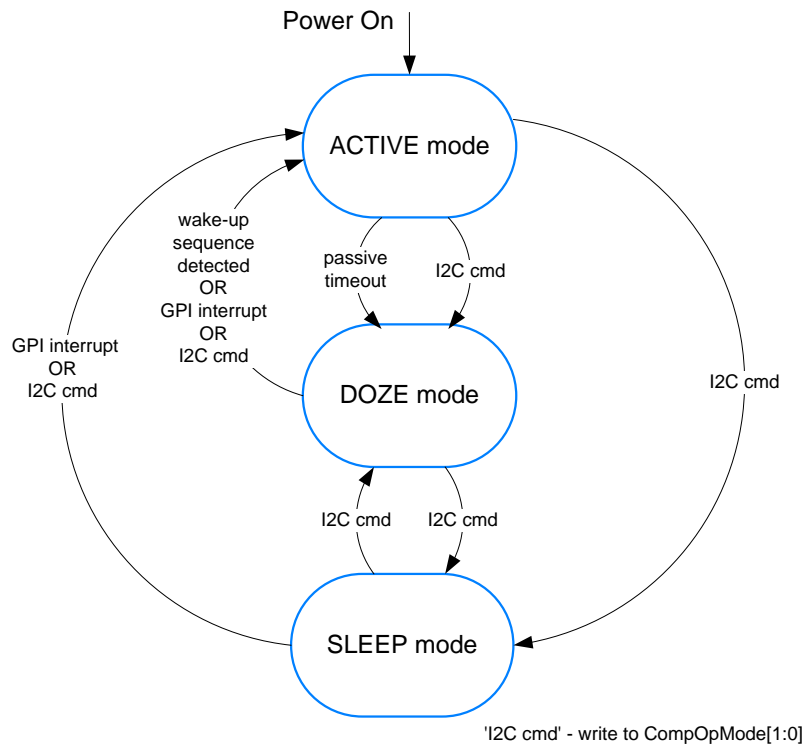 Power On
ACTIVE mode
wake-up
sequence
detected
OR
GPI interrupt
OR
I2C cmd
passive
timeout
I2C cmd
GPI interrupt
OR
I2C cmd
I2C cmd
DOZE mode
I2C cmd
I2C cmd
SLEEP mode
'I2C cmd' - write to CompOpMode[1:0]